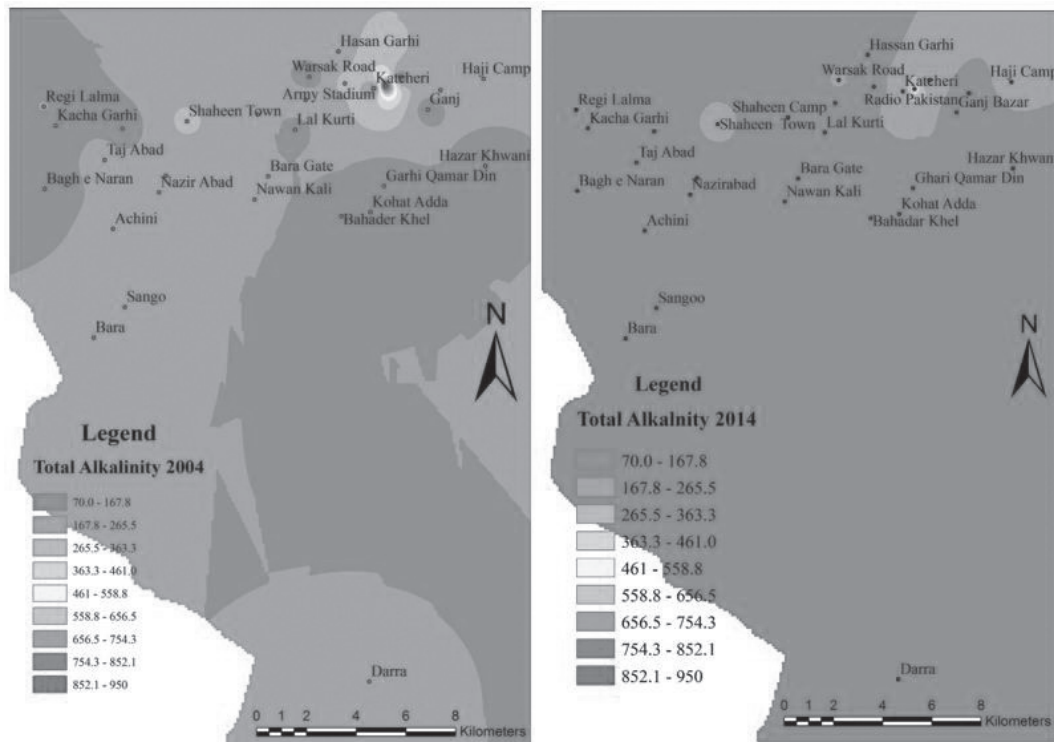 Hasan Garhi
Warsak Road
Katcheri
Haji Camp
Army Stadium
Ganj
Regi Lalma
Kacha Garhi
Shaheen Town
Lal Kurti
Taj Abad
Bara Gate
Hazar Khwani
Garhi Qamar Din
Bagh e Naran
Nazir Abad
Nawan Kali
Kohat Adda
Bahader Khel
Achini
Sango
Bara
N
Legend
Total Alkalinity 2004
70.0 - 167.8
167.8 - 265.5
265.5 - 363.3
363.3 - 461.0
461 - 558.8
558.8 - 656.5
656.5 - 754.3
754.3 - 852.1
852.1 - 950
Darra
0 2 4 6 8
Kilometers
Hassan Garhi
Warsak Road
Katcheri
Haji Camp
Radio Pakistan
Ganj Bazar
Regi Lalma
Kacha Garhi
Shaheen Camp
Shaheen Town
Lal Kurti
Taj Abad
Bara Gate
Hazar Khwani
Ghari Qamar Din
Bagh e Naran
Nazirabad
Nawan Kali
Kohat Adda
Bahadar Khel
Achini
Sangoo
Bara
N
Legend
Total Alkalnity 2014
70.0 - 167.8
167.8 - 265.5
265.5 - 363.3
363.3 - 461.0
461 - 558.8
558.8 - 656.5
656.5 - 754.3
754.3 - 852.1
852.1 - 950
Darra
0 2 4 6 8
Kilometers